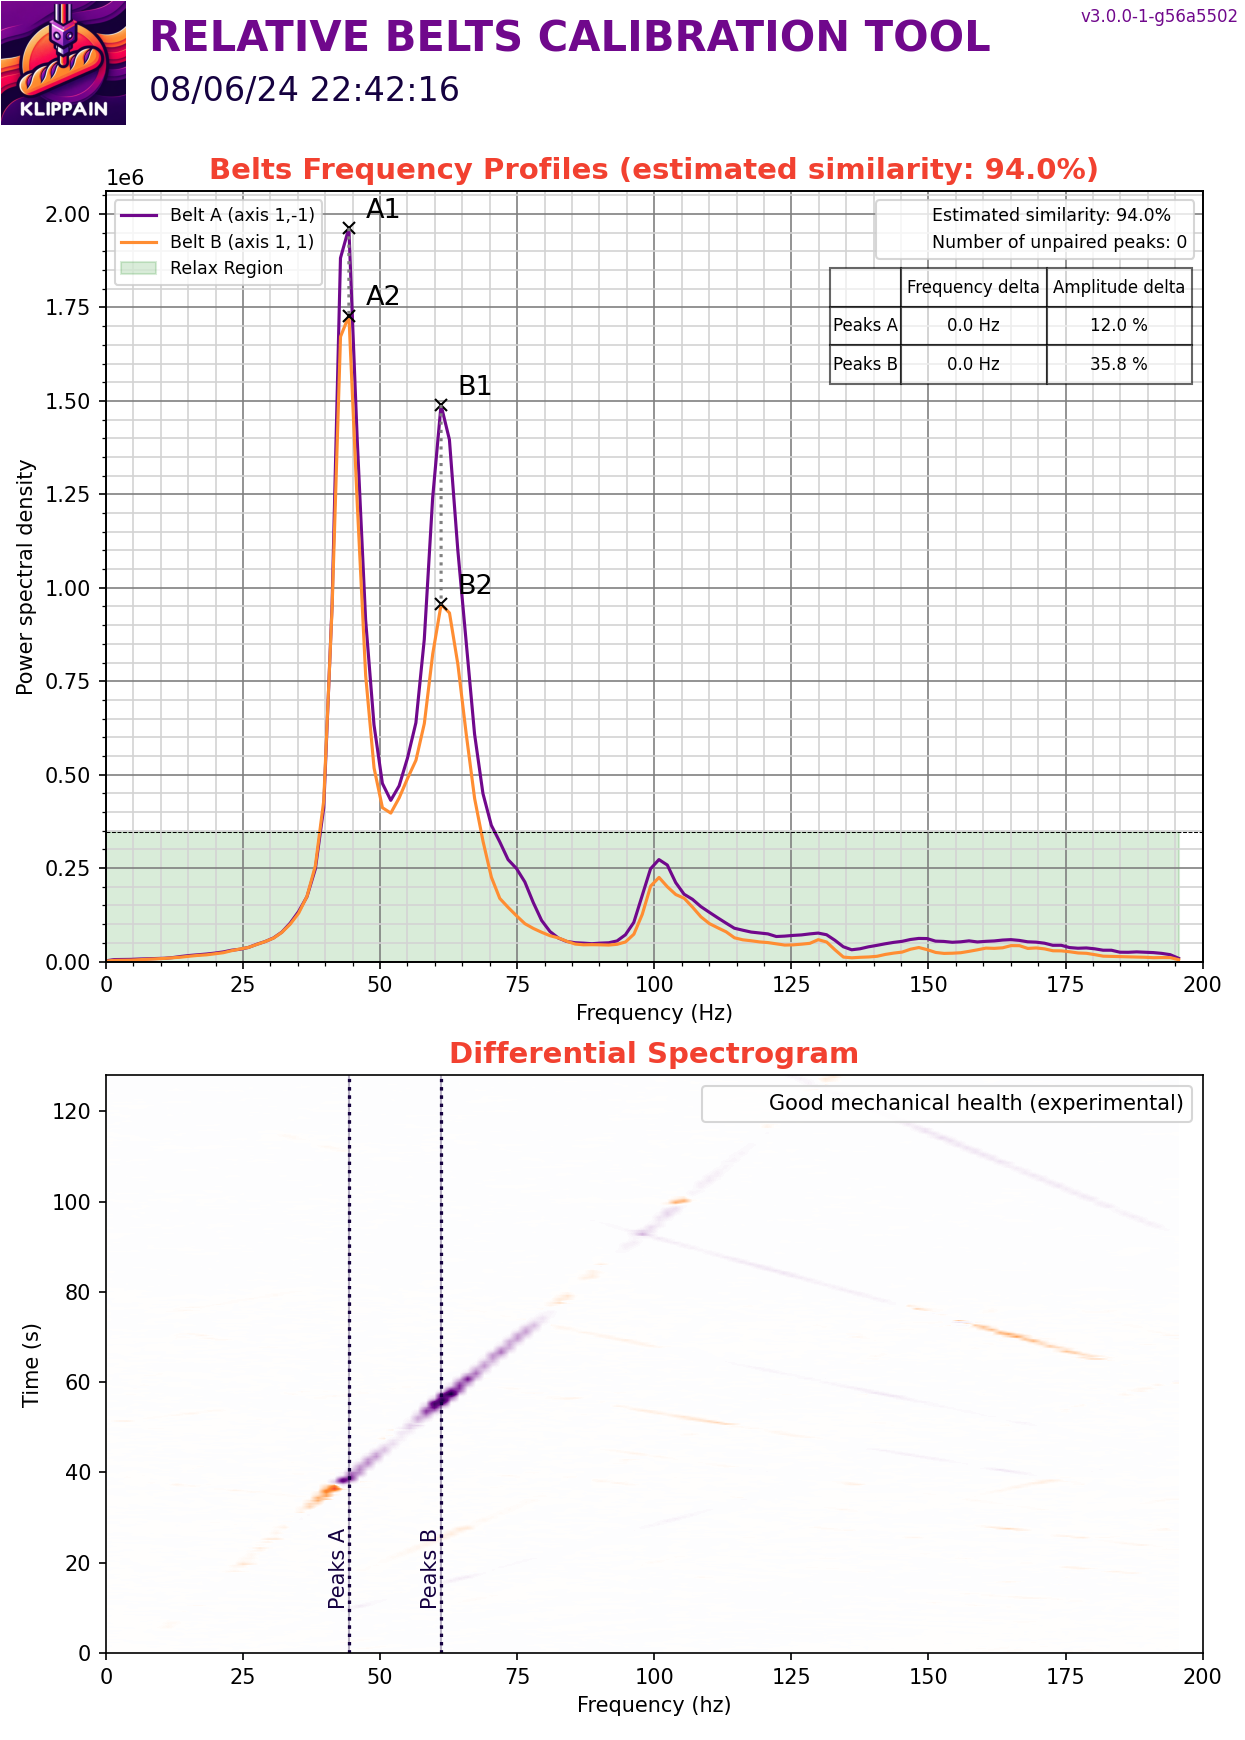 KLIPPAIN
RELATIVE BELTS CALIBRATION TOOL
08/06/24 22:42:16
v3.0.0-1-g56a5502
Belts Frequency Profiles (estimated similarity: 94.0%)
1e6
Belt A (axis 1,-1)
Belt B (axis 1, 1)
Relax Region
A1
A2
B1
B2
Estimated similarity: 94.0%
Number of unpaired peaks: 0
Frequency delta Amplitude delta
Peaks A 0.0 Hz 12.0 %
Peaks B 0.0 Hz 35.8 %
Power spectral density
2.00
1.75
1.50
1.25
1.00
0.75
0.50
0.25
0.00
0 25 50 75 100 125 150 175 200
Frequency (Hz)
Differential Spectrogram
Good mechanical health (experimental)
Peaks A
Peaks B
Time (s)
120
100
80
60
40
20
0
0 25 50 75 100 125 150 175 200
Frequency (hz)